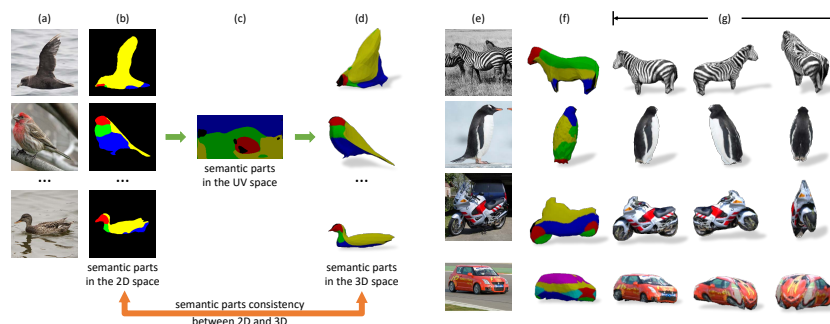 (a) (b) (c) (d) (e) (f) (g)
...
...
...
semantic parts
in the UV space
semantic parts
in the 2D space
semantic parts
in the 3D space
semantic parts consistency
between 2D and 3D